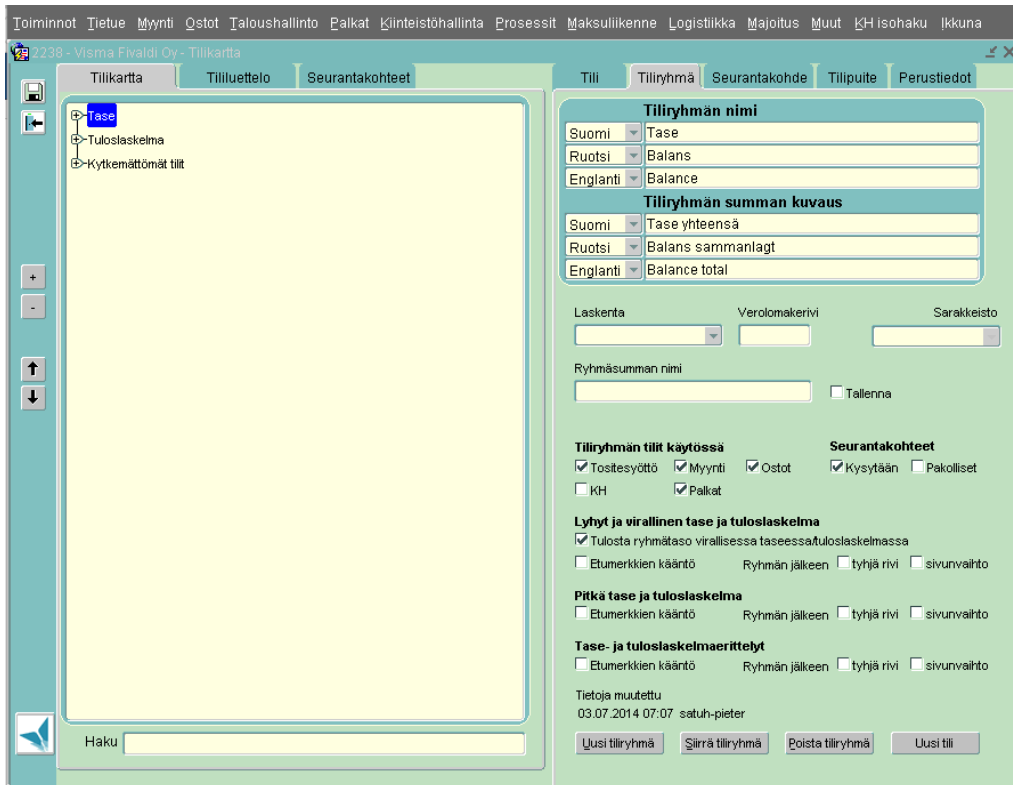 Toiminnot Tietue Myynti Ostot Taloushallinto Palkat Kiinteistöhallinta Prosessit Maksuliikenne Logistiikka Majoitus Muut KH isohaku Ikkuna
2238 - Visma Fivaldi Oy - Tilikartta
Tilikartta Tililuettelo Seurantakohteet
Tase
Tuloslaskelma
Kytkemättömät tilit
+
-
Haku
Tili Tiliryhmä Seurantakohde Tilipuite Perustiedot
Tiliryhmän nimi
Suomi Tase
Ruotsi Balans
Englanti Balance
Tiliryhmän summan kuvaus
Suomi Tase yhteensä
Ruotsi Balans sammanlagt
Englanti Balance total
Laskenta Verolomakerivi Sarakkeisto
Ryhmäsumman nimi
Tallenna
Tiliryhmän tilit käytössä Seurantakohteet
Tositesyöttö Myynti Ostot Kysytään Pakolliset
KH Palkat
Lyhyt ja virallinen tase ja tuloslaskelma
Tulosta ryhmätaso virallisessa taseessa/tuloslaskelmassa
Etumerkkien kääntö Ryhmän jälkeen tyhjä rivi sivunvaihto
Pitkä tase ja tuloslaskelma
Etumerkkien kääntö Ryhmän jälkeen tyhjä rivi sivunvaihto
Tase- ja tuloslaskelmaerittelyt
Etumerkkien kääntö Ryhmän jälkeen tyhjä rivi sivunvaihto
Tietoja muutettu
03.07.2014 07:07 satuh-pieter
Uusi tiliryhmä Siirrä tiliryhmä Poista tiliryhmä Uusi tili